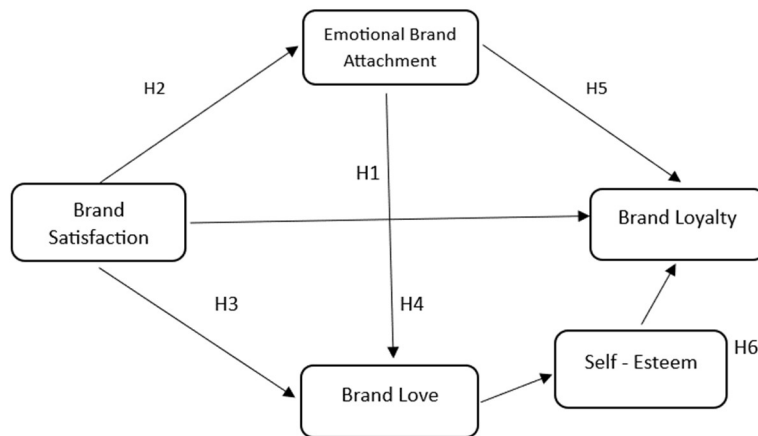 Emotional Brand
Attachment
H2
H5
H1
Brand
Satisfaction
Brand Loyalty
H3
H4
H6
Self - Esteem
Brand Love